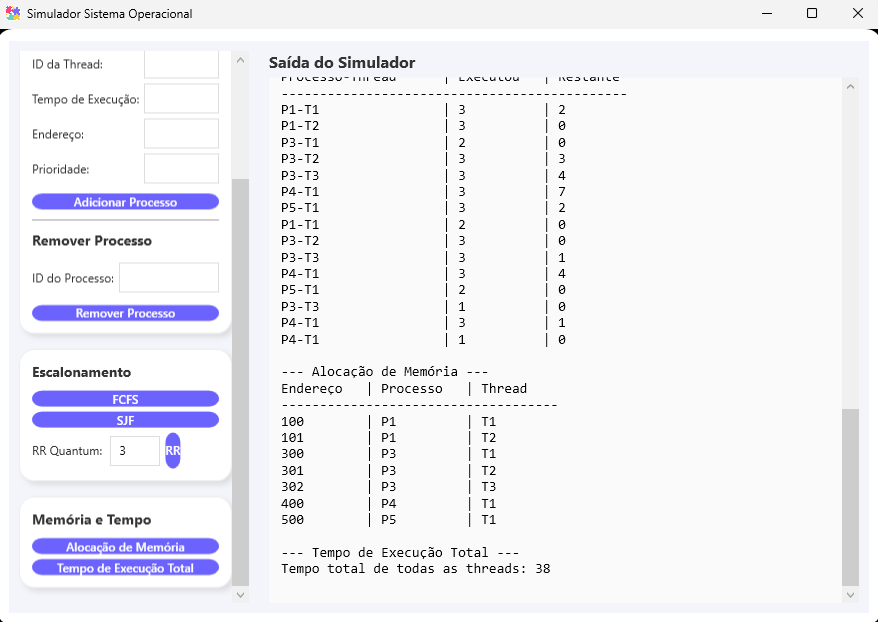 Simulador Sistema Operacional
ID da Thread:
Tempo de Execução:
Endereço:
Prioridade:
Adicionar Processo
Remover Processo
ID do Processo:
Remover Processo
Escalonamento
FCFS
SJF
RR Quantum: 3 RR
Memória e Tempo
Alocação de Memória
Tempo de Execução Total
Saída do Simulador
Processo-Thread | Executou | Restante
--------------------------------------------
P1-T1 | 3 | 2
P1-T2 | 3 | 0
P3-T1 | 2 | 0
P3-T2 | 3 | 3
P3-T3 | 3 | 4
P4-T1 | 3 | 7
P5-T1 | 3 | 2
P1-T1 | 2 | 0
P3-T2 | 3 | 0
P3-T3 | 3 | 1
P4-T1 | 3 | 4
P5-T1 | 2 | 0
P3-T3 | 1 | 0
P4-T1 | 3 | 1
P4-T1 | 1 | 0
--- Alocação de Memória ---
Endereço | Processo | Thread
-----------------------------------
100 | P1 | T1
101 | P1 | T2
300 | P3 | T1
301 | P3 | T2
302 | P3 | T3
400 | P4 | T1
500 | P5 | T1
--- Tempo de Execução Total ---
Tempo total de todas as threads: 38